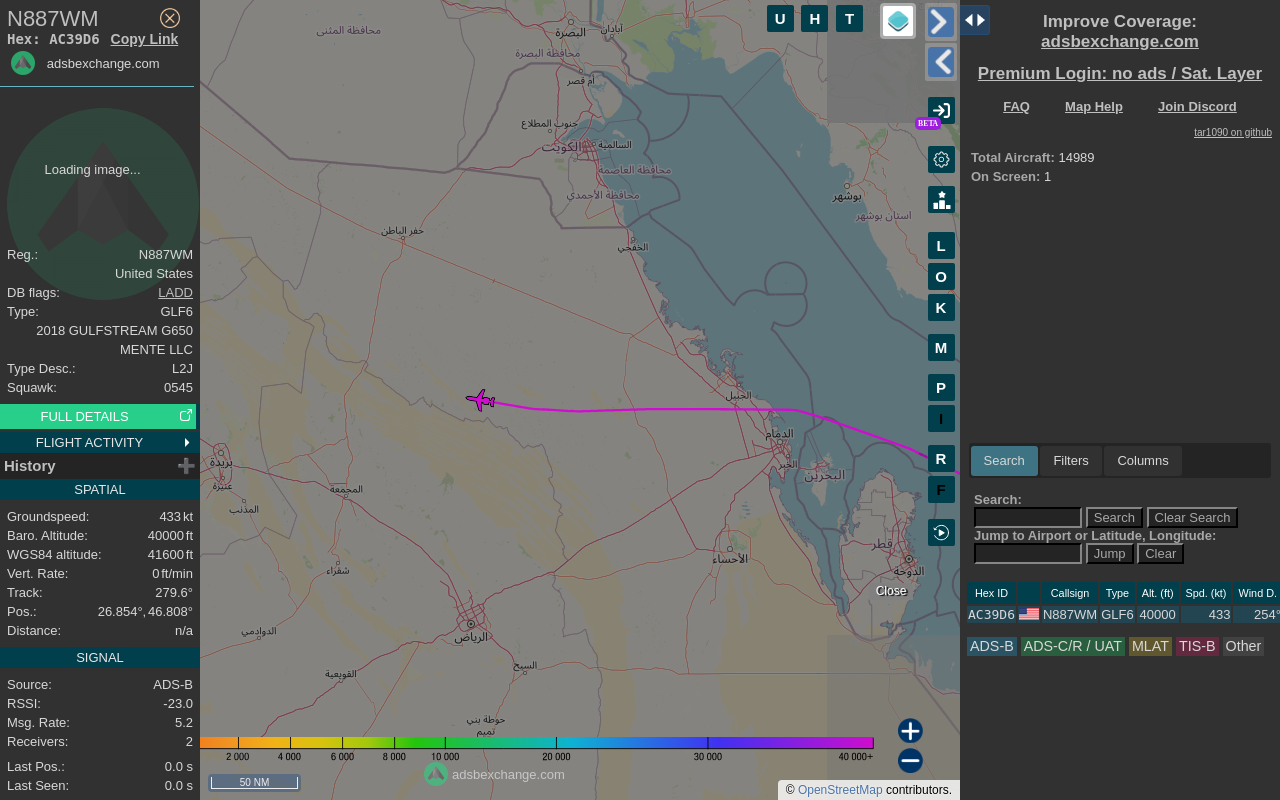 N887WM
Hex: AC39D6 Copy Link
adsbexchange.com
Loading image...
Reg.: N887WM
United States
DB flags: LADD
Type: GLF6
2018 GULFSTREAM G650
MENTE LLC
Type Desc.: L2J
Squawk: 0545
FULL DETAILS
FLIGHT ACTIVITY
History
SPATIAL
Groundspeed: 433 kt
Baro. Altitude: 40000 ft
WGS84 altitude: 41600 ft
Vert. Rate: 0 ft/min
Track: 279.6°
Pos.: 26.854°, 46.808°
Distance: n/a
SIGNAL
Source: ADS-B
RSSI: -23.0
Msg. Rate: 5.2
Receivers: 2
Last Pos.: 0.0 s
Last Seen: 0.0 s
محافظة المثنى
البصرة
آبادان
محافظة البصرة
أم قصر
جنوب المطلاع
الكويت
السالمية
محافظة العاصمة
محافظة الأحمدي
بوشهر
استان بوشهر
حفر الباطن
الخفجي
الجبيل
الدمام
الخبر
البحرين
بريدة
عنيزة
المذنب
المجمعة
شقراء
الأحساء
قطر
الدوحة
Close
الدوادمي
الرياض
القويعية
السيح
حوطة بني
تميم
2 000 4 000 6 000 8 000 10 000 20 000 30 000 40 000+
adsbexchange.com
50 NM
© OpenStreetMap contributors.
U H T
BETA
L
O
K
M
P
I
R
F
Improve Coverage:
adsbexchange.com
Premium Login: no ads / Sat. Layer
FAQ Map Help Join Discord
tar1090 on github
Total Aircraft: 14989
On Screen: 1
Search Filters Columns
Search:
Search Clear Search
Jump to Airport or Latitude, Longitude:
Jump Clear
Hex ID Callsign Type Alt. (ft) Spd. (kt) Wind D.
AC39D6 N887WM GLF6 40000 433 254°
ADS-B ADS-C/R / UAT MLAT TIS-B Other